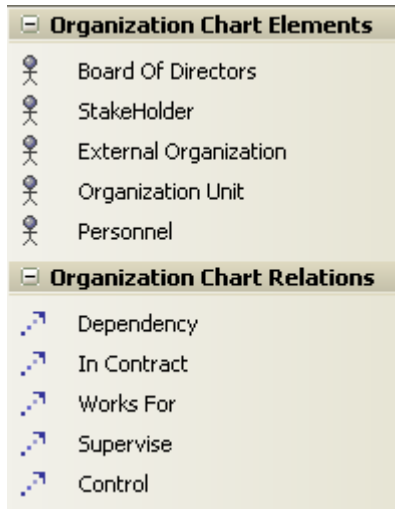 Organization Chart Elements
Board Of Directors
StakeHolder
External Organization
Organization Unit
Personnel
Organization Chart Relations
Dependency
In Contract
Works For
Supervise
Control